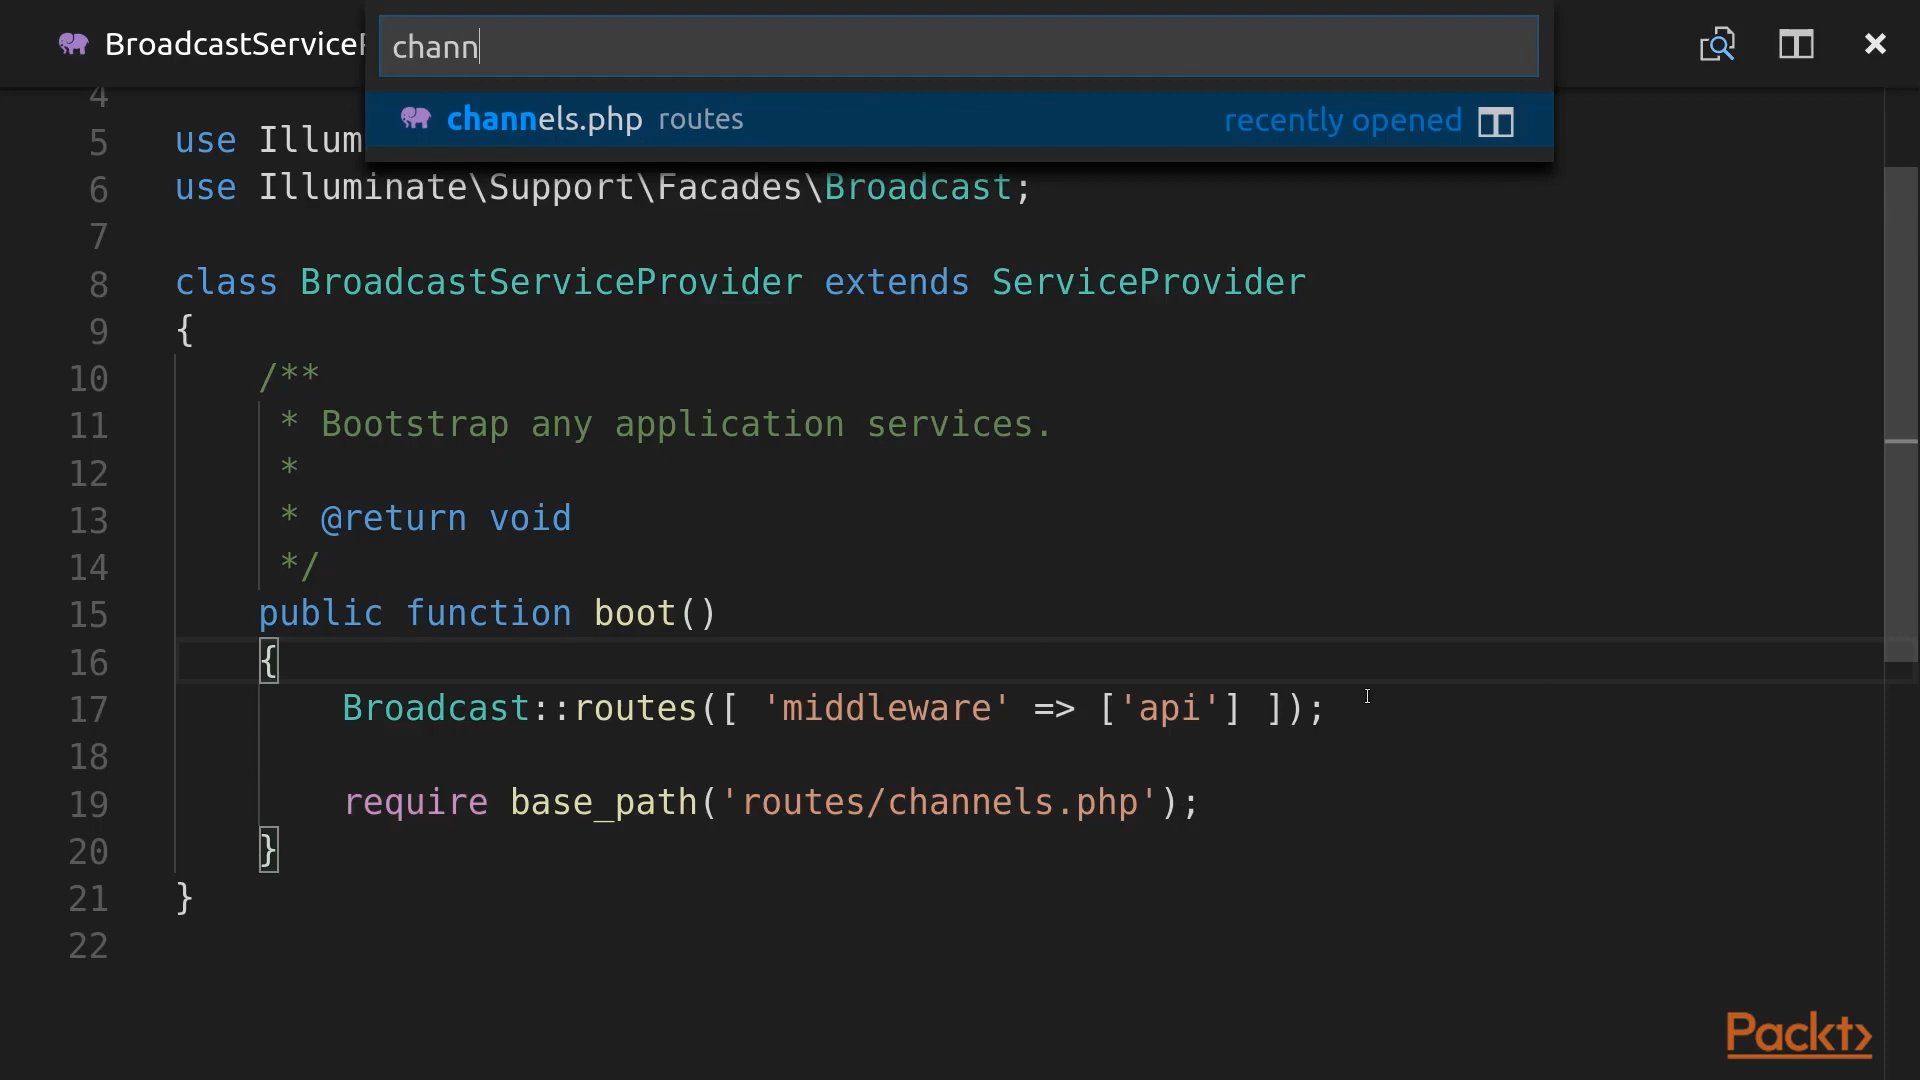 BroadcastServiceP
chann
channels.php routes recently opened
4
5 use Illum
6 use Illuminate\Support\Facades\Broadcast;
7
8 class BroadcastServiceProvider extends ServiceProvider
9 {
10 /**
11 * Bootstrap any application services.
12 *
13 * @return void
14 */
15 public function boot()
16 {
17 Broadcast::routes([ 'middleware' => ['api'] ]);
18
19 require base_path('routes/channels.php');
20 }
21 }
22
Packt>